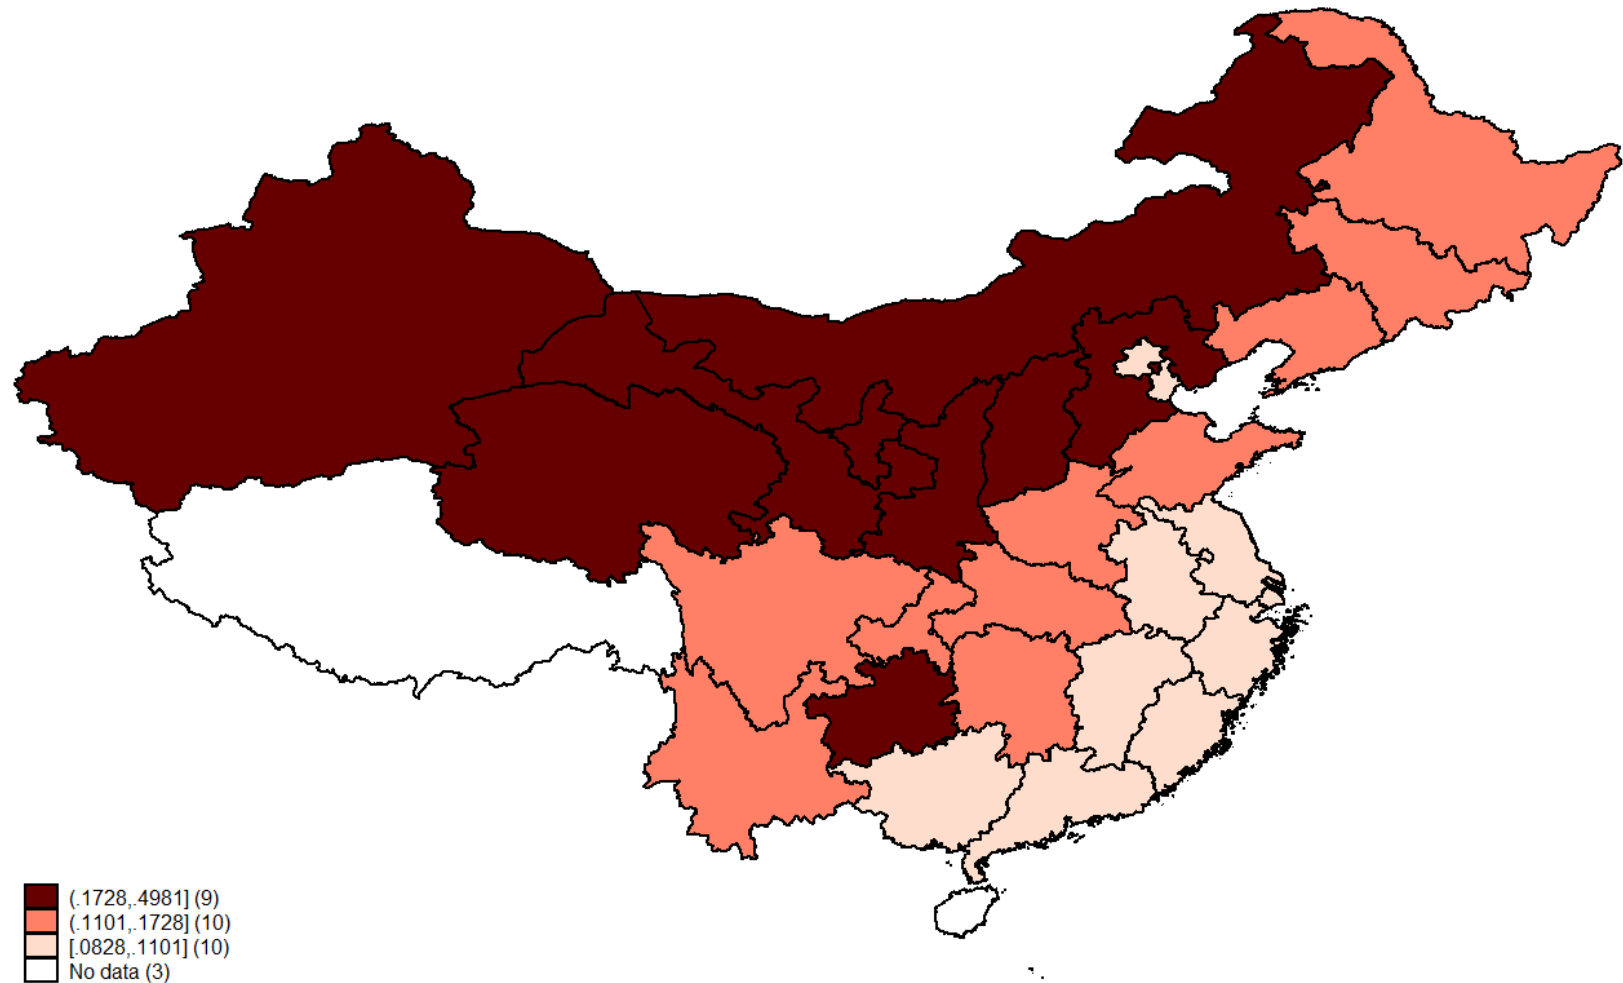 (.1728,.4981] (9)
(.1101,.1728] (10)
[.0828,.1101] (10)
No data (3)